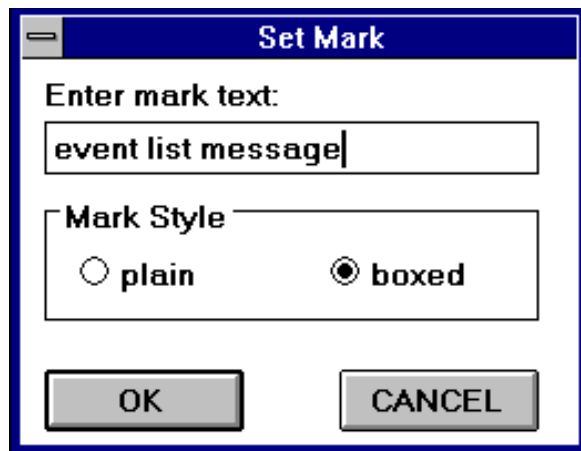 Set Mark
Enter mark text:
event list message
Mark Style
plain boxed
OK CANCEL